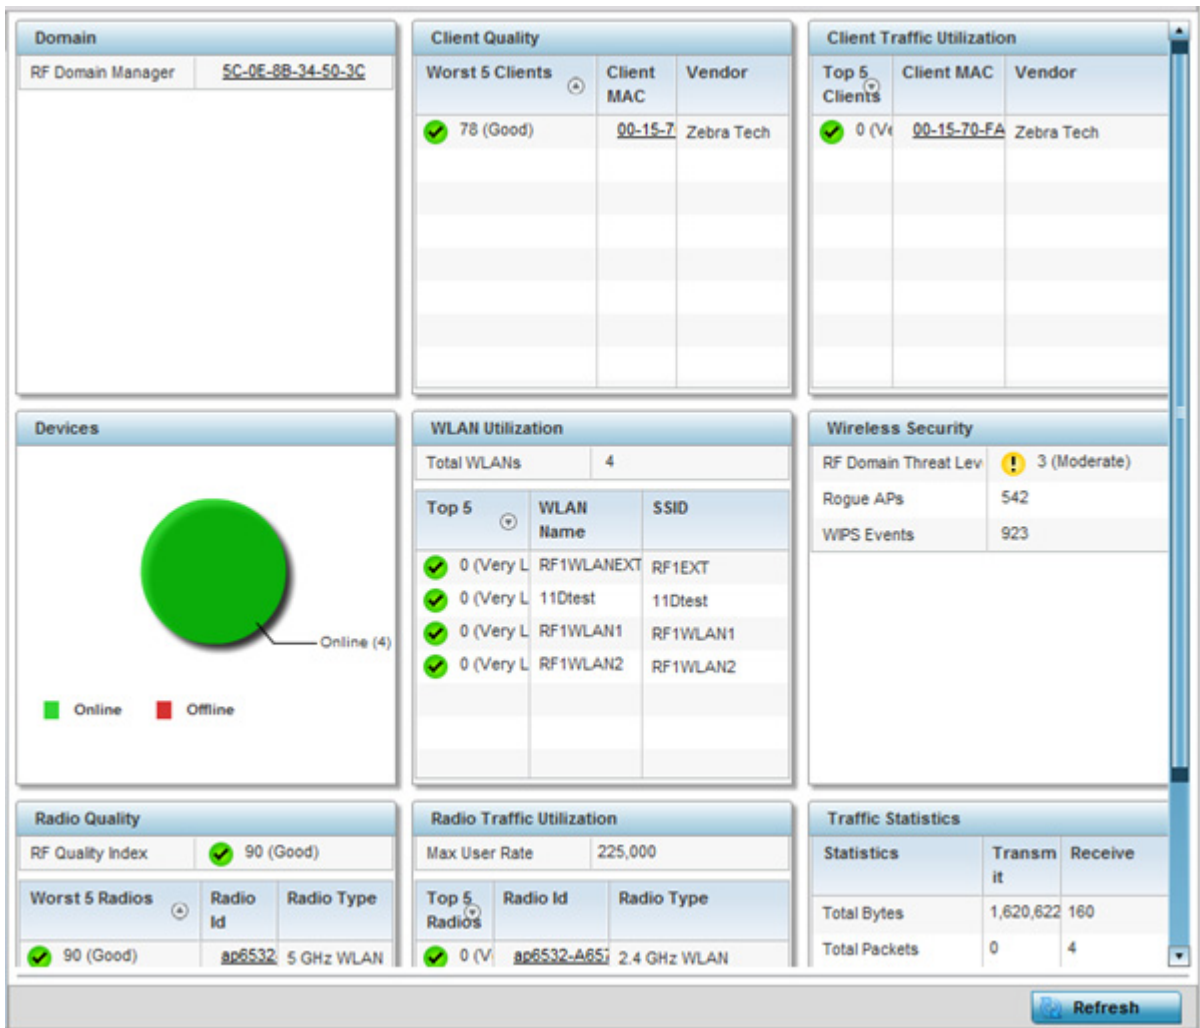 Domain
RF Domain Manager 5C-0E-8B-34-50-3C
Client Quality
Worst 5 Clients Client MAC Vendor
78 (Good) 00-15-7 Zebra Tech
Client Traffic Utilization
Top 5 Clients Client MAC Vendor
0 (Ve 00-15-70-FA Zebra Tech
Devices
Online (4)
Online Offline
WLAN Utilization
Total WLANs 4
Top 5 WLAN Name SSID
0 (Very L RF1WLANEXT RF1EXT
0 (Very L 11Dtest 11Dtest
0 (Very L RF1WLAN1 RF1WLAN1
0 (Very L RF1WLAN2 RF1WLAN2
Wireless Security
RF Domain Threat Lev 3 (Moderate)
Rogue APs 542
WIPS Events 923
Radio Quality
RF Quality Index 90 (Good)
Worst 5 Radios Radio Id Radio Type
90 (Good) ap6532 5 GHz WLAN
Radio Traffic Utilization
Max User Rate 225,000
Top 5 Radios Radio Id Radio Type
0 (V ap6532-A657 2.4 GHz WLAN
Traffic Statistics
Statistics Transmit Receive
Total Bytes 1,620,622 160
Total Packets 0 4
Refresh